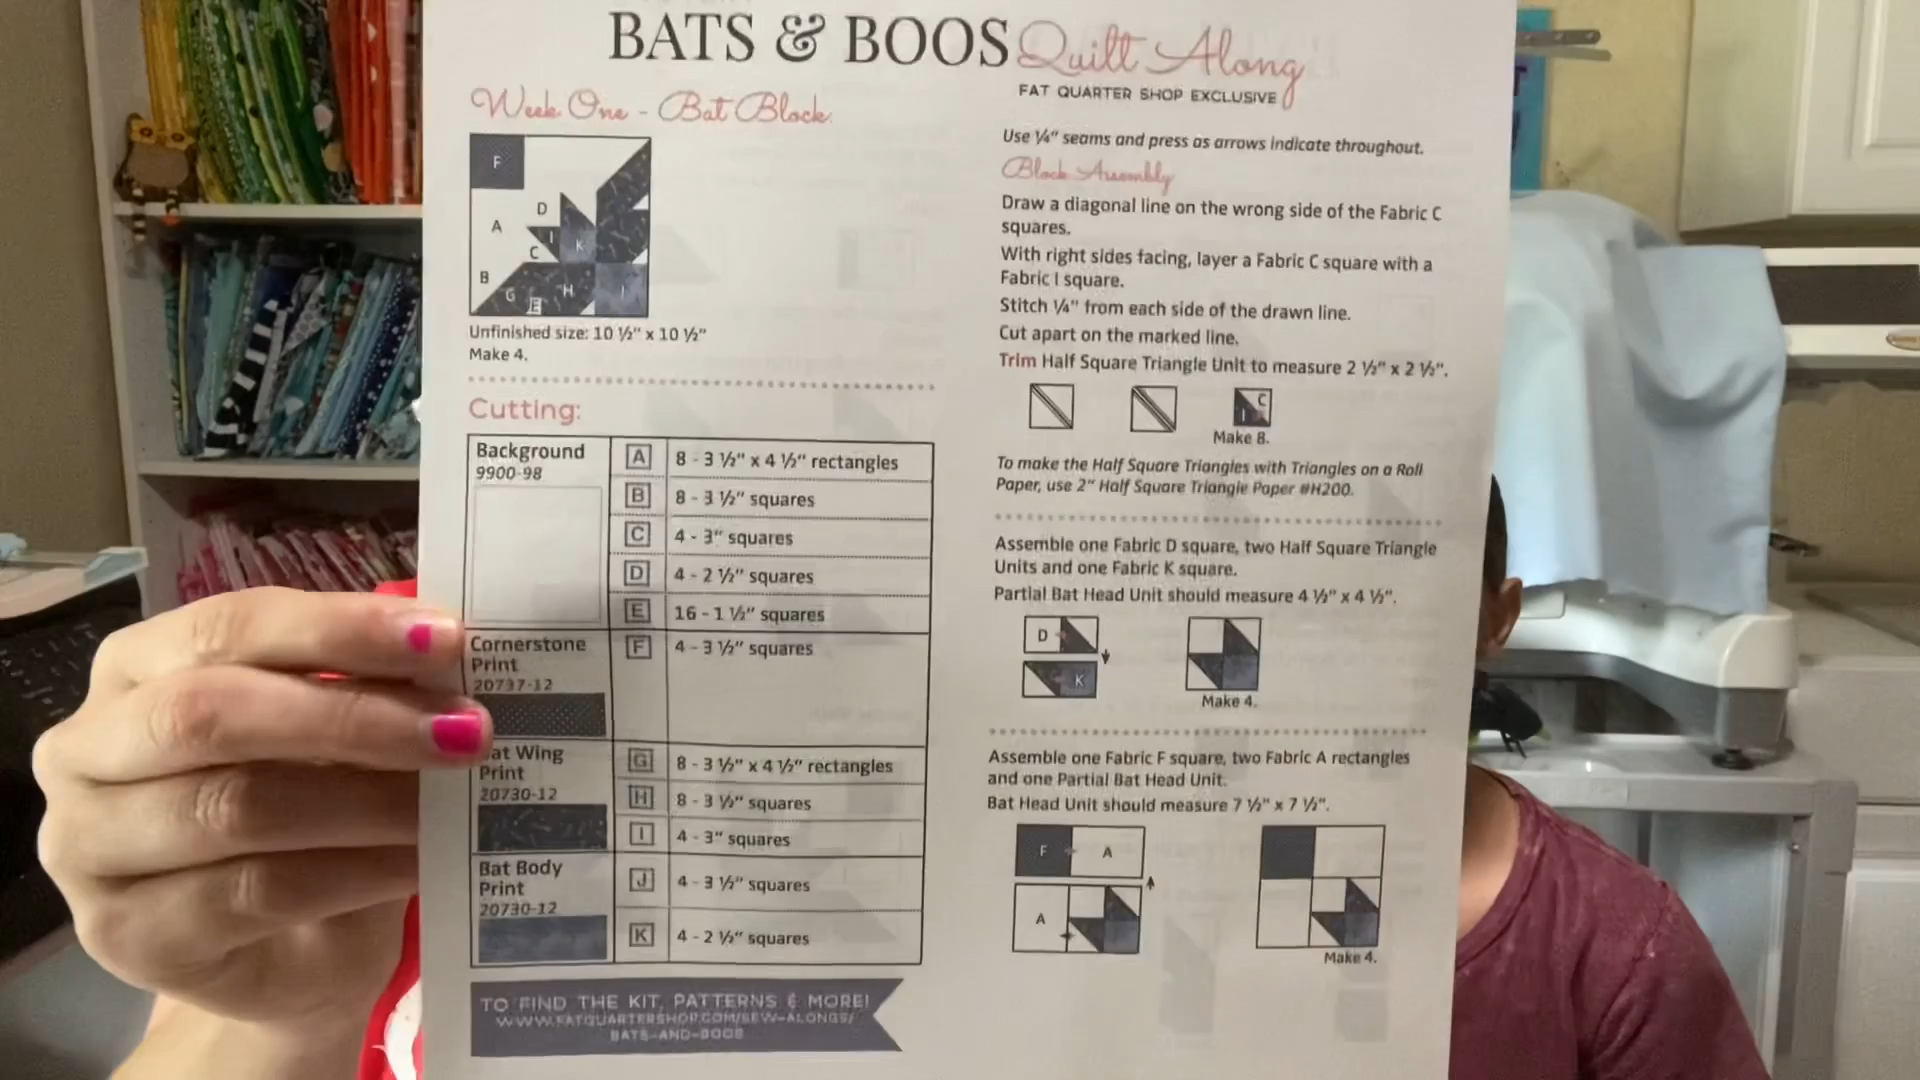 BATS & BOOS Quilt Along
FAT QUARTER SHOP EXCLUSIVE
Week One - Bat Block
F
D
A
I
K
C
B
G
H
E
Unfinished size: 10 ½" x 10 ½"
Make 4.
Cutting:
Background
9900-98
A 8 - 3 ½" x 4 ½" rectangles
B 8 - 3 ½" squares
C 4 - 3" squares
D 4 - 2 ½" squares
E 16 - 1 ½" squares
Cornerstone
Print
20737-12
F 4 - 3 ½" squares
at Wing
Print
20730-12
G 8 - 3 ½" x 4 ½" rectangles
H 8 - 3 ½" squares
I 4 - 3" squares
Bat Body
Print
20730-12
J 4 - 3 ½" squares
K 4 - 2 ½" squares
TO FIND THE KIT, PATTERNS & MORE!
WWW.FATQUARTERSHOP.COM/SEW-ALONGS/
BATS-AND-BOOS
Use ¼" seams and press as arrows indicate throughout.
Block Assembly
Draw a diagonal line on the wrong side of the Fabric C
squares.
With right sides facing, layer a Fabric C square with a
Fabric I square.
Stitch ¼" from each side of the drawn line.
Cut apart on the marked line.
Trim Half Square Triangle Unit to measure 2 ½" x 2 ½".
C
I
Make 8.
To make the Half Square Triangles with Triangles on a Roll
Paper, use 2" Half Square Triangle Paper #H200.
Assemble one Fabric D square, two Half Square Triangle
Units and one Fabric K square.
Partial Bat Head Unit should measure 4 ½" x 4 ½".
D
K
Make 4.
Assemble one Fabric F square, two Fabric A rectangles
and one Partial Bat Head Unit.
Bat Head Unit should measure 7 ½" x 7 ½".
F A
A
Make 4.